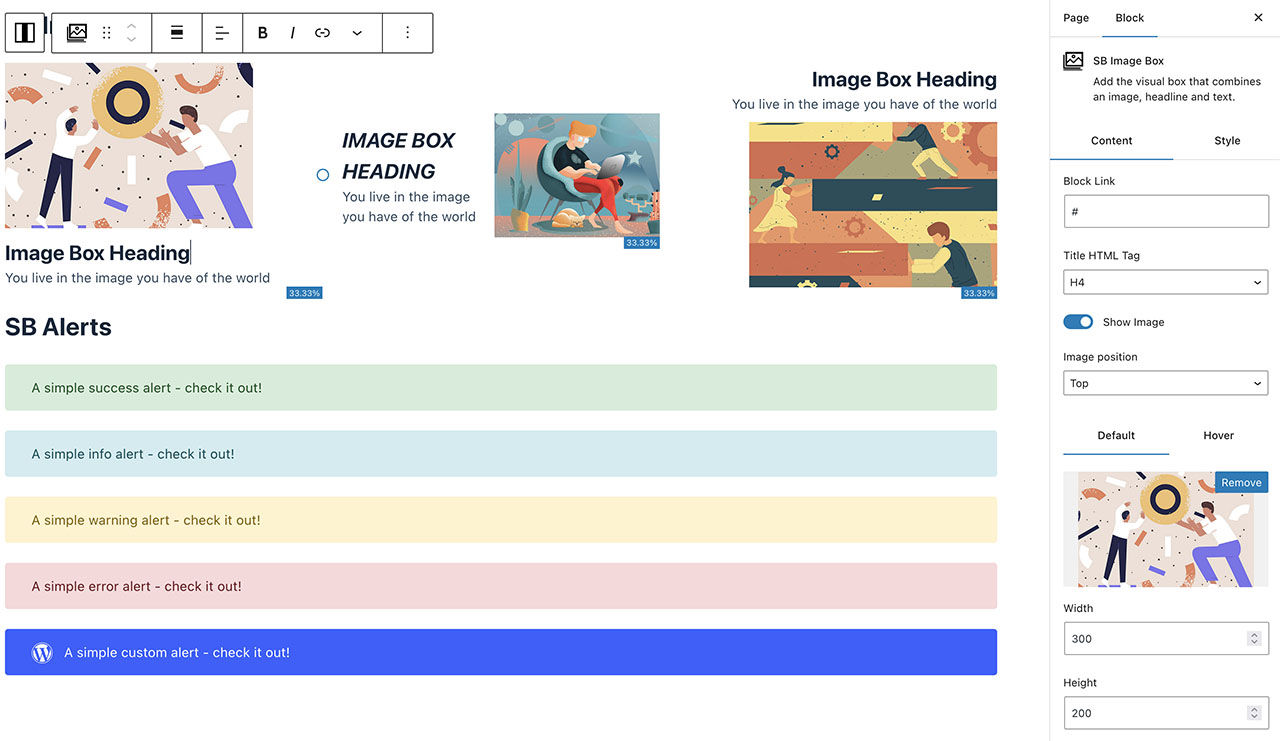 B I
Image Box Heading
You live in the image you have of the world
33.33%
IMAGE BOX
HEADING
You live in the image
you have of the world
33.33%
Image Box Heading
You live in the image you have of the world
33.33%
SB Alerts
A simple success alert - check it out!
A simple info alert - check it out!
A simple warning alert - check it out!
A simple error alert - check it out!
A simple custom alert - check it out!
Page Block
SB Image Box
Add the visual box that combines
an image, headline and text.
Content Style
Block Link
#
Title HTML Tag
H4
Show Image
Image position
Top
Default Hover
Remove
Width
300
Height
200